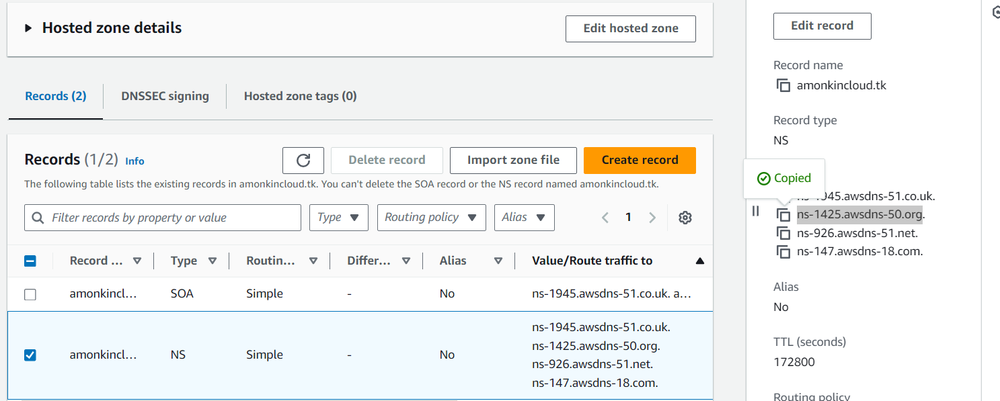 Hosted zone details
Edit hosted zone
Records (2)
DNSSEC signing
Hosted zone tags (0)
Records (1/2) Info
Delete record
Import zone file
Create record
The following table lists the existing records in amonkincloud.tk. You can't delete the SOA record or the NS record named amonkincloud.tk.
Filter records by property or value
Type
Routing policy
Alias
1
Record ... Type Routin... Differ... Alias Value/Route traffic to
amonkincl... SOA Simple - No ns-1945.awsdns-51.co.uk. a...
amonkincl... NS Simple - No
ns-1945.awsdns-51.co.uk.
ns-1425.awsdns-50.org.
ns-926.awsdns-51.net.
ns-147.awsdns-18.com.
Edit record
Record name
amonkincloud.tk
Record type
NS
Copied
ns-1945.awsdns-51.co.uk.
ns-1425.awsdns-50.org.
ns-926.awsdns-51.net.
ns-147.awsdns-18.com.
Alias
No
TTL (seconds)
172800
Routing policy